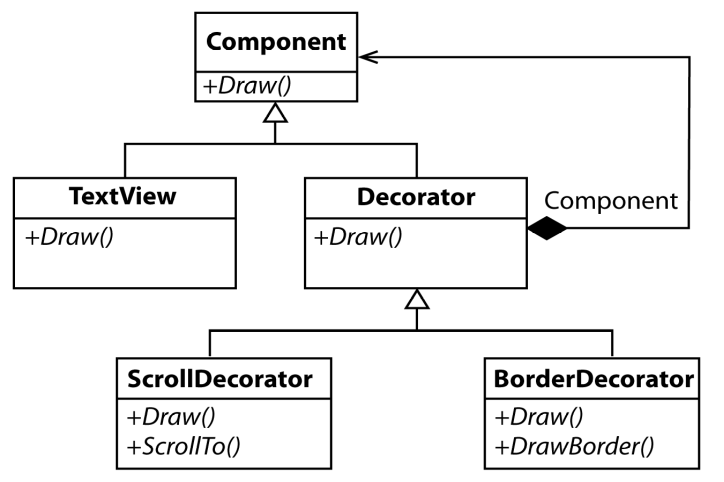 Component
+Draw()
TextView
+Draw()
Decorator
+Draw()
Component
ScrollDecorator
+Draw()
+ScrollTo()
BorderDecorator
+Draw()
+DrawBorder()